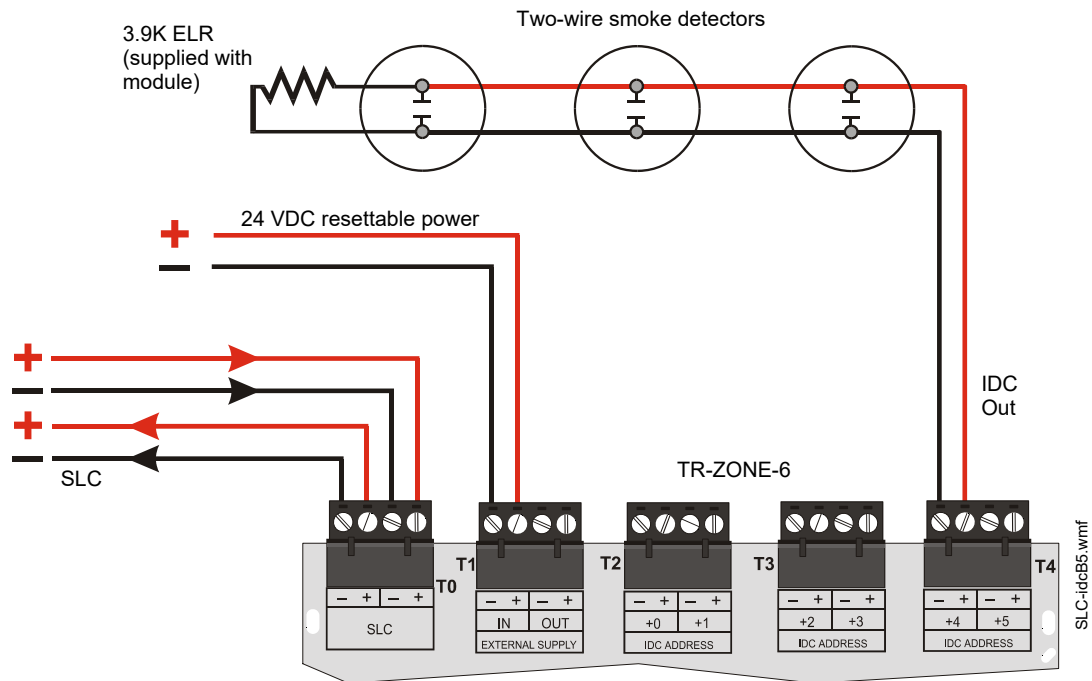 Two-wire smoke detectors
3.9K ELR
(supplied with
module)
24 VDC resettable power
+
−
+
−
+
−
SLC
IDC
Out
TR-ZONE-6
T0
T1
T2
T3
T4
− + − +
SLC
− + − +
IN OUT
EXTERNAL SUPPLY
− + − +
+0 +1
IDC ADDRESS
− + − +
+2 +3
IDC ADDRESS
− + − +
+4 +5
IDC ADDRESS
SLC-idcB5.wmf